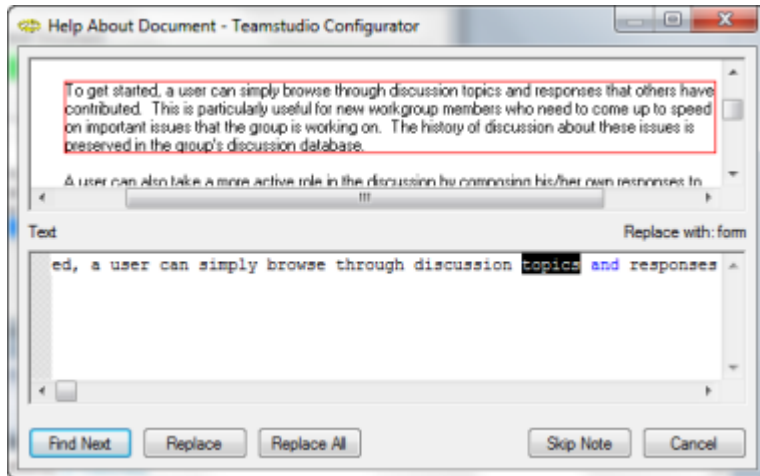 Help About Document - Teamstudio Configurator
To get started, a user can simply browse through discussion topics and responses that others have
contributed. This is particularly useful for new workgroup members who need to come up to speed
on important issues that the group is working on. The history of discussion about these issues is
preserved in the group's discussion database.
A user can also take a more active role in the discussion by composing his/her own responses to
Text Replace with: form
ed, a user can simply browse through discussion topics and responses
Find Next Replace Replace All Skip Note Cancel